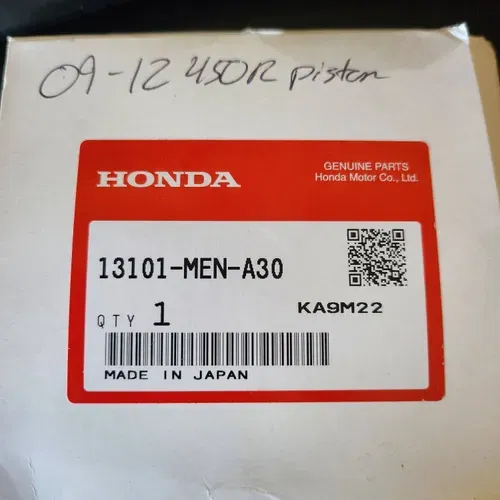 09-12 450R piston
GENUINE PARTS
HONDA Honda Motor Co., Ltd.
13101-MEN-A30
KA9M22
QTY 1
MADE IN JAPAN